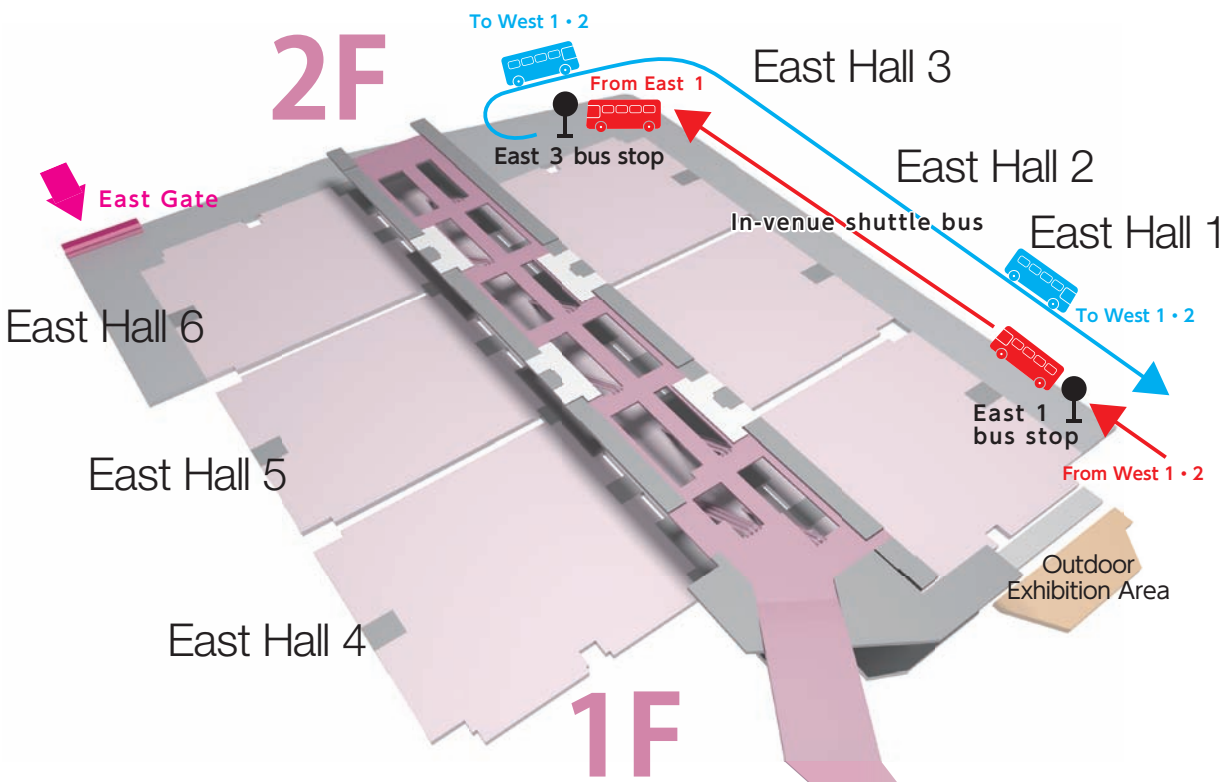 To West 1・2
2F
East Hall 3
From East 1
East 3 bus stop
East Hall 2
East Gate
In-venue shuttle bus
East Hall 1
East Hall 6
To West 1・2
East 1
bus stop
East Hall 5
From West 1・2
Outdoor
Exhibition Area
East Hall 4
1F